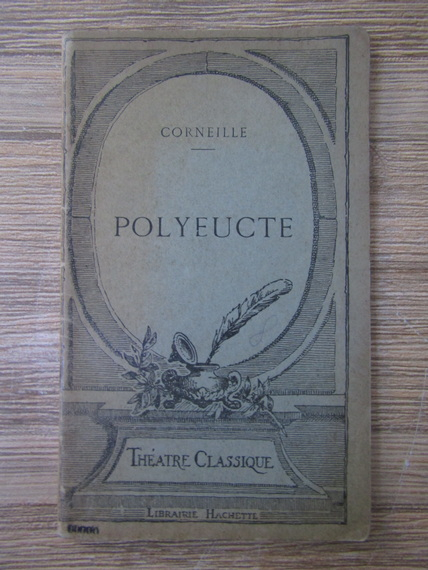 CORNEILLE
POLYEUCTE
THÉATRE CLASSIQUE
LIBRAIRIE HACHETTE